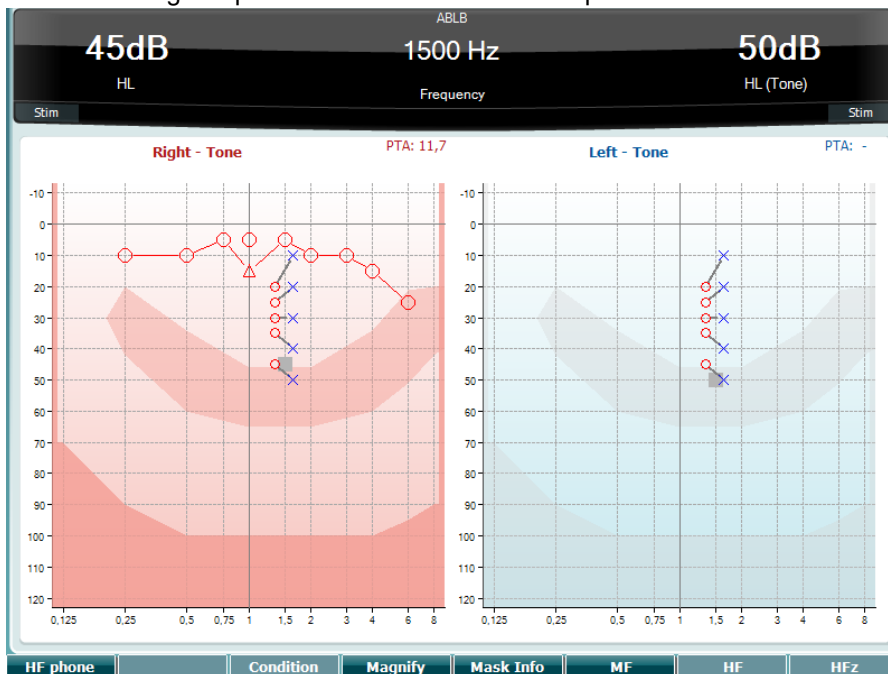 ABLB
45dB 1500 Hz 50dB
HL Frequency HL (Tone)
Stim Stim
Right - Tone PTA: 11,7 Left - Tone PTA: -
-10 -10
0 0
10 10
20 20
30 30
40 40
50 50
60 60
70 70
80 80
90 90
100 100
110 110
120 120
0,125 0,25 0,5 0,75 1 1,5 2 3 4 6 8 0,125 0,25 0,5 0,75 1 1,5 2 3 4 6 8
HF phone Condition Magnify Mask Info MF HF HFz